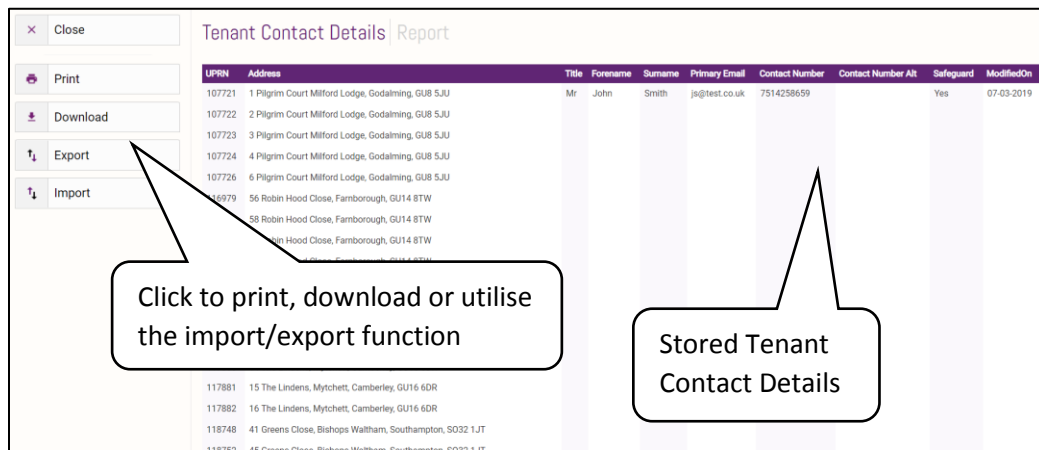 Close
Print
Download
Export
Import
Tenant Contact Details Report
UPRN Address Title Forename Surname Primary Email Contact Number Contact Number Alt Safeguard ModifiedOn
107721 1 Pilgrim Court Milford Lodge, Godalming, GU8 5JU Mr John Smith js@test.co.uk 7514258659 Yes 07-03-2019
107722 2 Pilgrim Court Milford Lodge, Godalming, GU8 5JU
107723 3 Pilgrim Court Milford Lodge, Godalming, GU8 5JU
107724 4 Pilgrim Court Milford Lodge, Godalming, GU8 5JU
107726 6 Pilgrim Court Milford Lodge, Godalming, GU8 5JU
56 Robin Hood Close, Farnborough, GU14 8TW
58 Robin Hood Close, Farnborough, GU14 8TW
Hood Close, Farnborough, GU14 8TW
Click to print, download or utilise
the import/export function
Stored Tenant
Contact Details
117881 15 The Lindens, Mytchett, Camberley, GU16 6DR
117882 16 The Lindens, Mytchett, Camberley, GU16 6DR
118748 41 Greens Close, Bishops Waltham, Southampton, SO32 1JT